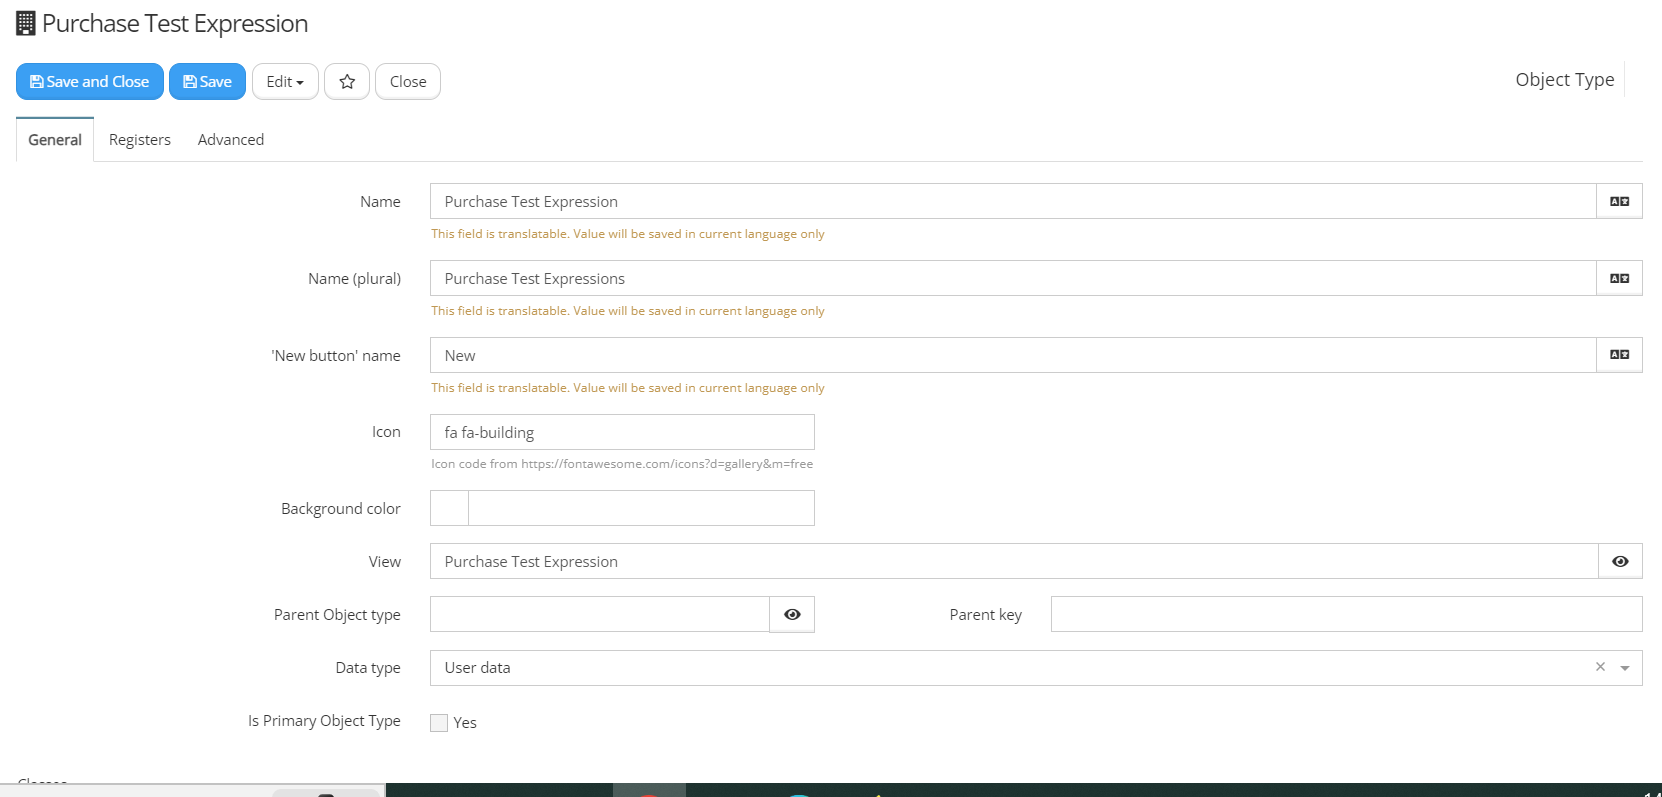 Purchase Test Expression
Save and Close Save Edit Close Object Type
General Registers Advanced
Name Purchase Test Expression
This field is translatable. Value will be saved in current language only
Name (plural) Purchase Test Expressions
This field is translatable. Value will be saved in current language only
'New button' name New
This field is translatable. Value will be saved in current language only
Icon fa fa-building
Icon code from https://fontawesome.com/icons?d=gallery&m=free
Background color
View Purchase Test Expression
Parent Object type Parent key
Data type User data
Is Primary Object Type Yes